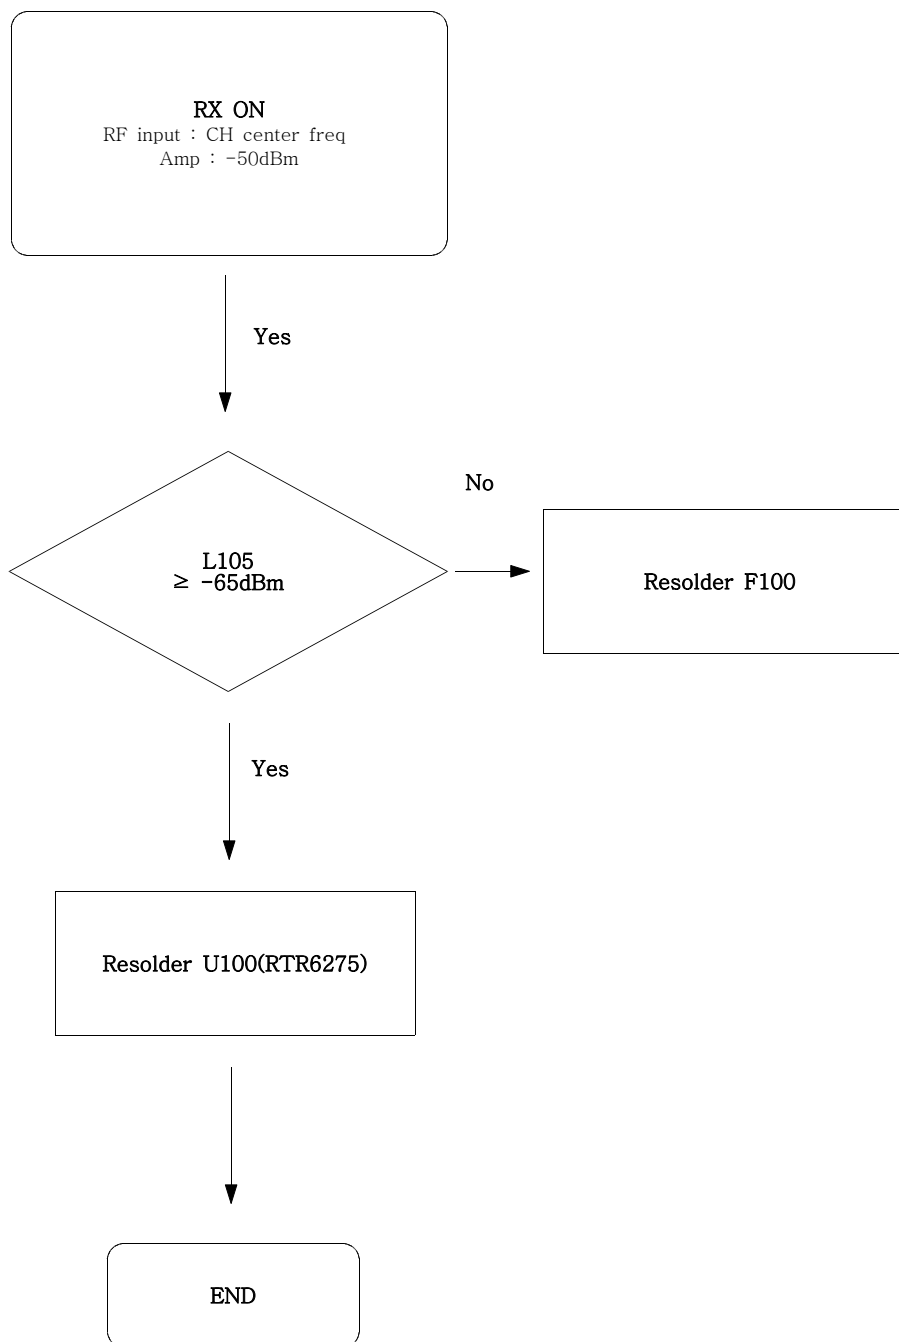 RX ON
RF input : CH center freq
Amp : -50dBm
Yes
No
L105
≥ -65dBm
Resolder F100
Yes
Resolder U100(RTR6275)
END